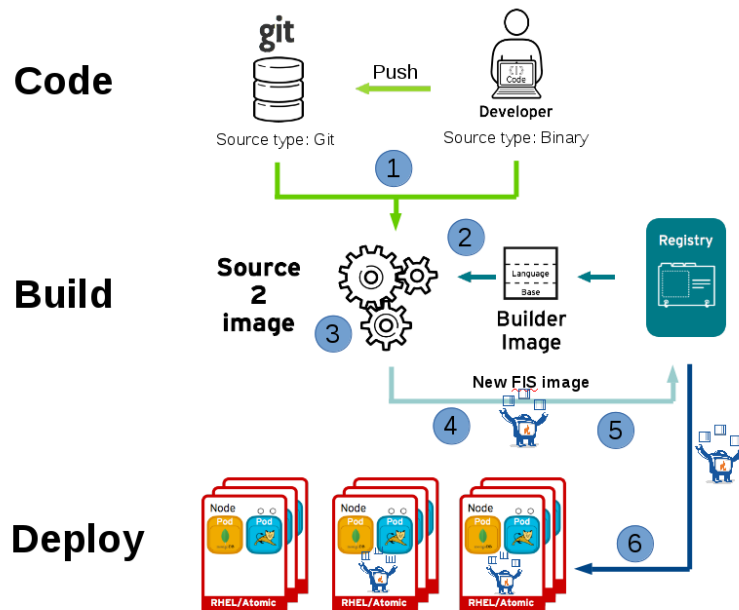 git
Code
Push
{|}
Code
Developer
Source type: Git
Source type: Binary
1
2
Registry
Source
2
image
Build
Language
Base
3
Builder
Image
New FIS image
4
5
Node
Pod
Pod
Node
Pod
Pod
Node
Pod
Pod
Deploy
6
RHEL/Atomic
RHEL/Atomic
RHEL/Atomic